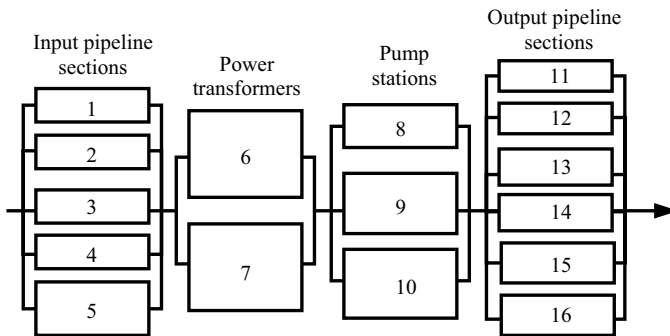 Input pipeline
sections
1
2
3
4
5
Power
transformers
6
7
Pump
stations
8
9
10
Output pipeline
sections
11
12
13
14
15
16